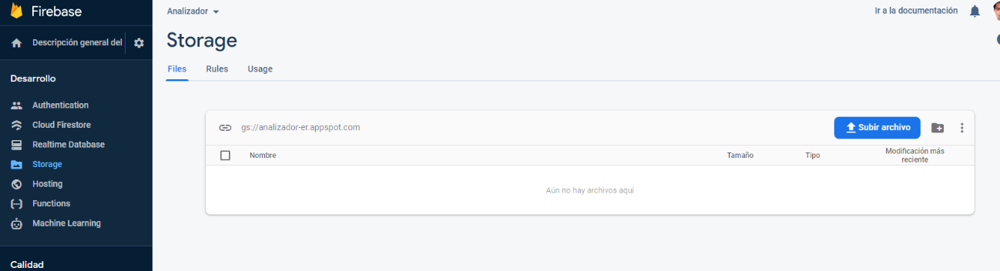 Firebase
Analizador
Ir a la documentación
Descripción general del
Storage
Files Rules Usage
Desarrollo
Authentication
Cloud Firestore
Realtime Database
Storage
Hosting
Functions
Machine Learning
Calidad
gs://analizador-er.appspot.com
Subir archivo
Nombre Tamaño Tipo Modificación más
reciente
Aún no hay archivos aquí